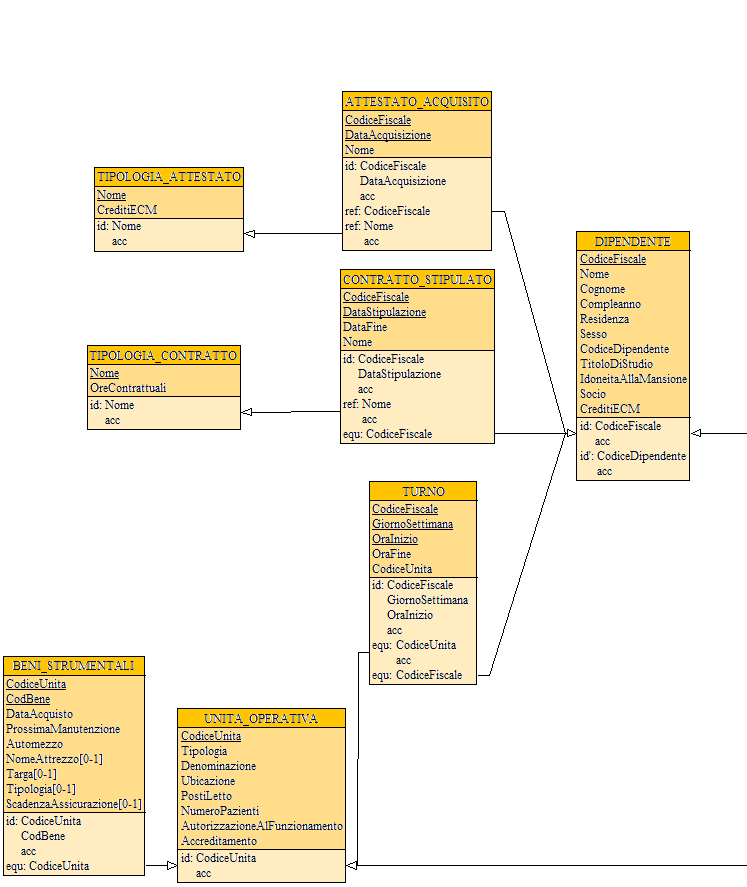 ATTESTATO_ACQUISITO
CodiceFiscale
DataAcquisizione
Nome
id: CodiceFiscale
DataAcquisizione
acc
ref: CodiceFiscale
ref: Nome
acc
TIPOLOGIA_ATTESTATO
Nome
CreditiECM
id: Nome
acc
DIPENDENTE
CodiceFiscale
Nome
Cognome
Compleanno
Residenza
Sesso
CodiceDipendente
TitoloDiStudio
IdoneitaAllaMansione
Socio
CreditiECM
id: CodiceFiscale
acc
id': CodiceDipendente
acc
CONTRATTO_STIPULATO
CodiceFiscale
DataStipulazione
DataFine
Nome
id: CodiceFiscale
DataStipulazione
acc
ref: Nome
acc
equ: CodiceFiscale
TIPOLOGIA_CONTRATTO
Nome
OreContrattuali
id: Nome
acc
TURNO
CodiceFiscale
GiornoSettimana
OraInizio
OraFine
CodiceUnita
id: CodiceFiscale
GiornoSettimana
OraInizio
acc
equ: CodiceUnita
acc
equ: CodiceFiscale
BENI_STRUMENTALI
CodiceUnita
CodBene
DataAcquisto
ProssimaManutenzione
Automezzo
NomeAttrezzo[0-1]
Targa[0-1]
Tipologia[0-1]
ScadenzaAssicurazione[0-1]
id: CodiceUnita
CodBene
acc
equ: CodiceUnita
UNITA_OPERATIVA
CodiceUnita
Tipologia
Denominazione
Ubicazione
PostiLetto
NumeroPazienti
AutorizzazioneAlFunzionamento
Accreditamento
id: CodiceUnita
acc